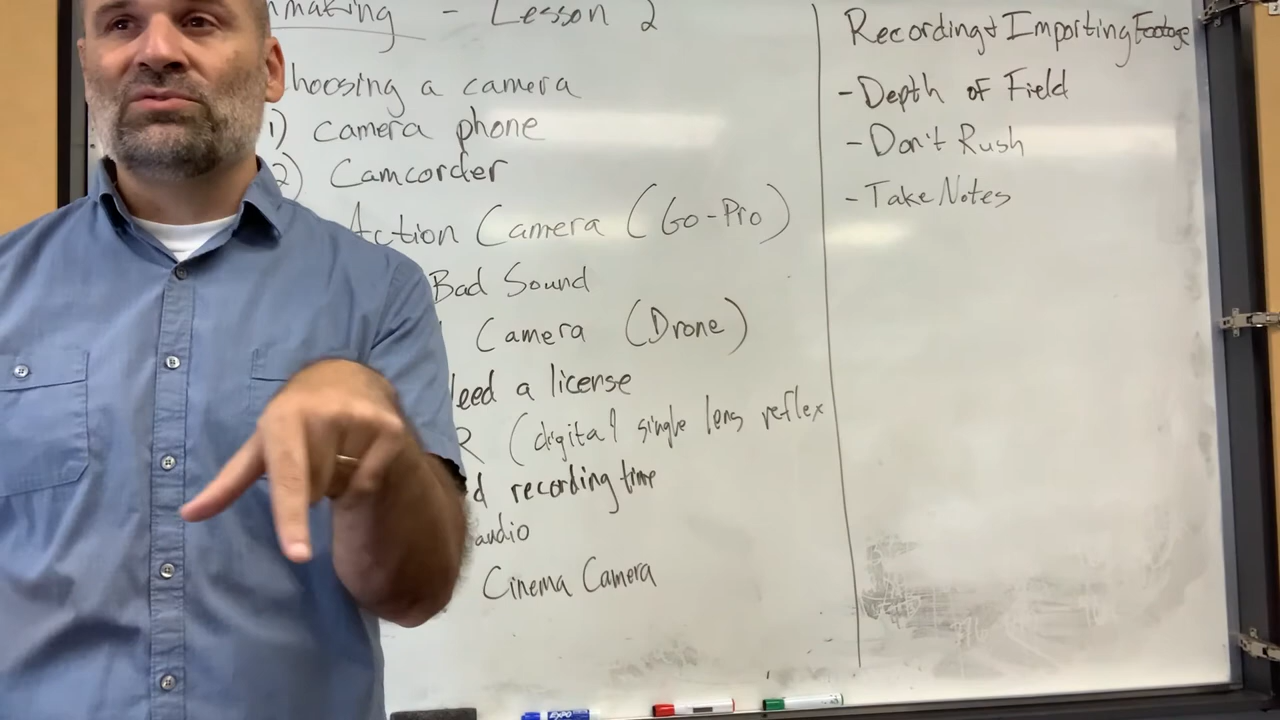 nmaking - Lesson 2
hoosing a camera
1) camera phone
2) Camcorder
Action Camera (Go-Pro)
Bad Sound
Camera (Drone)
eed a license
R (digital single lens reflex
d recording time
audio
Cinema Camera
Recording & Importing Footage
- Depth of Field
- Don't Rush
- Take Notes
EXPO